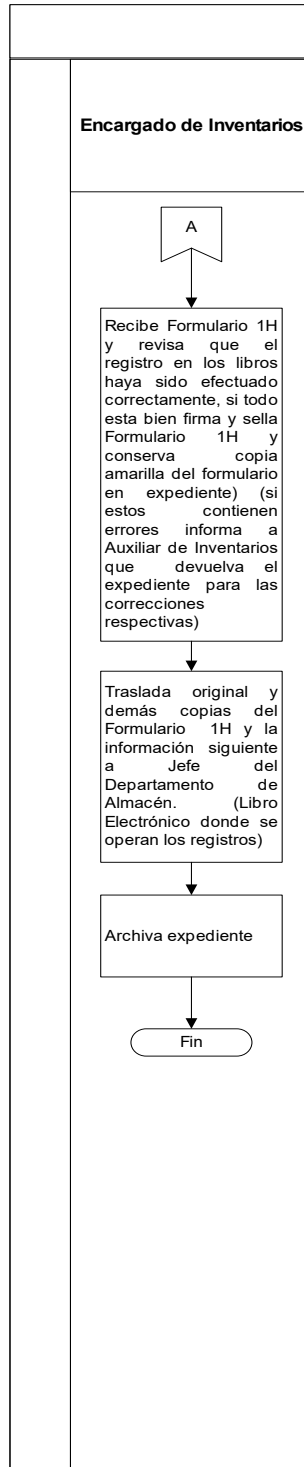 Encargado de Inventarios
A
Recibe Formulario 1H
y revisa que el
registro en los libros
haya sido efectuado
correctamente, si todo
esta bien firma y sella
Formulario 1H y
conserva copia
amarilla del formulario
en expediente) (si
estos contienen
errores informa a
Auxiliar de Inventarios
que devuelva el
expediente para las
correcciones
respectivas)
Traslada original y
demás copias del
Formulario 1H y la
información siguiente
a Jefe del
Departamento de
Almacén. (Libro
Electrónico donde se
operan los registros)
Archiva expediente
Fin